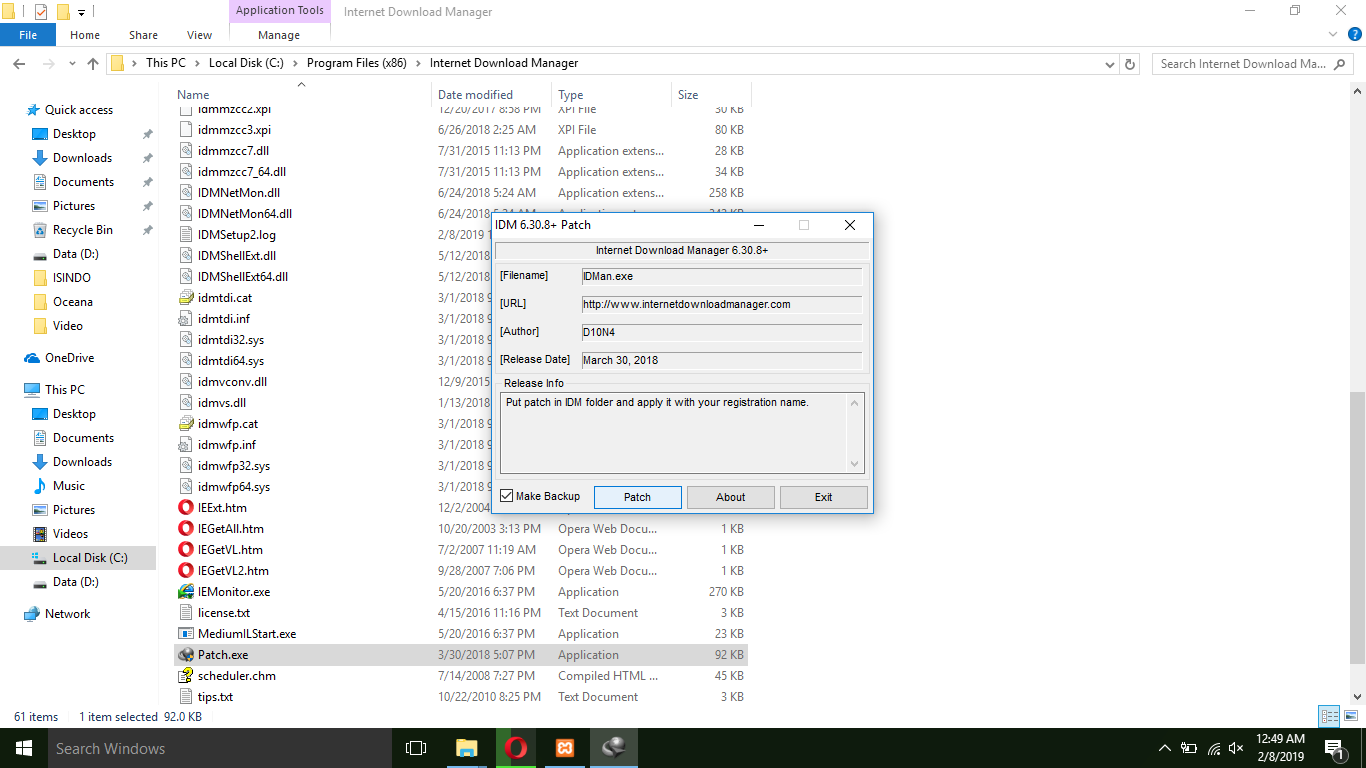 Application Tools
Internet Download Manager
File Home Share View Manage
This PC Local Disk (C:) Program Files (x86) Internet Download Manager
Search Internet Download Ma...
Name Date modified Type Size
Quick access
Desktop
Downloads
Documents
Pictures
Recycle Bin
Data (D:)
ISINDO
Oceana
Video
OneDrive
This PC
Desktop
Documents
Downloads
Music
Pictures
Videos
Local Disk (C:)
Data (D:)
Network
idmmzcc2.xpi 12/20/2017 8:58 PM XPI File 30 KB
idmmzcc3.xpi 6/26/2018 2:25 AM XPI File 80 KB
idmmzcc7.dll 7/31/2015 11:13 PM Application extens... 28 KB
idmmzcc7_64.dll 7/31/2015 11:13 PM Application extens... 34 KB
IDMNetMon.dll 6/24/2018 5:24 AM Application extens... 258 KB
IDMNetMon64.dll 6/24/2018 5:24 AM
IDMSetup2.log 2/8/2019
IDMShellExt.dll 5/12/2018
IDMShellExt64.dll 5/12/2018
idmtdi.cat 3/1/2018
idmtdi.inf 3/1/2018
idmtdi32.sys 3/1/2018
idmtdi64.sys 3/1/2018
idmvconv.dll 12/9/2015
idmvs.dll 1/13/2018
idmwfp.cat 3/1/2018
idmwfp.inf 3/1/2018
idmwfp32.sys 3/1/2018
idmwfp64.sys 3/1/2018
IEExt.htm 12/2/2004
IEGetAll.htm 10/20/2003 3:13 PM Opera Web Docu... 1 KB
IEGetVL.htm 7/2/2007 11:19 AM Opera Web Docu... 1 KB
IEGetVL2.htm 9/28/2007 7:06 PM Opera Web Docu... 1 KB
IEMonitor.exe 5/20/2016 6:37 PM Application 270 KB
license.txt 4/15/2016 11:16 PM Text Document 3 KB
MediumILStart.exe 5/20/2016 6:37 PM Application 23 KB
Patch.exe 3/30/2018 5:07 PM Application 92 KB
scheduler.chm 7/14/2008 7:27 PM Compiled HTML ... 45 KB
tips.txt 10/22/2010 8:25 PM Text Document 3 KB
IDM 6.30.8+ Patch
Internet Download Manager 6.30.8+
[Filename] IDMan.exe
[URL] http://www.internetdownloadmanager.com
[Author] D10N4
[Release Date] March 30, 2018
Release Info
Put patch in IDM folder and apply it with your registration name.
Make Backup Patch About Exit
61 items 1 item selected 92.0 KB
Search Windows
12:49 AM
2/8/2019
1